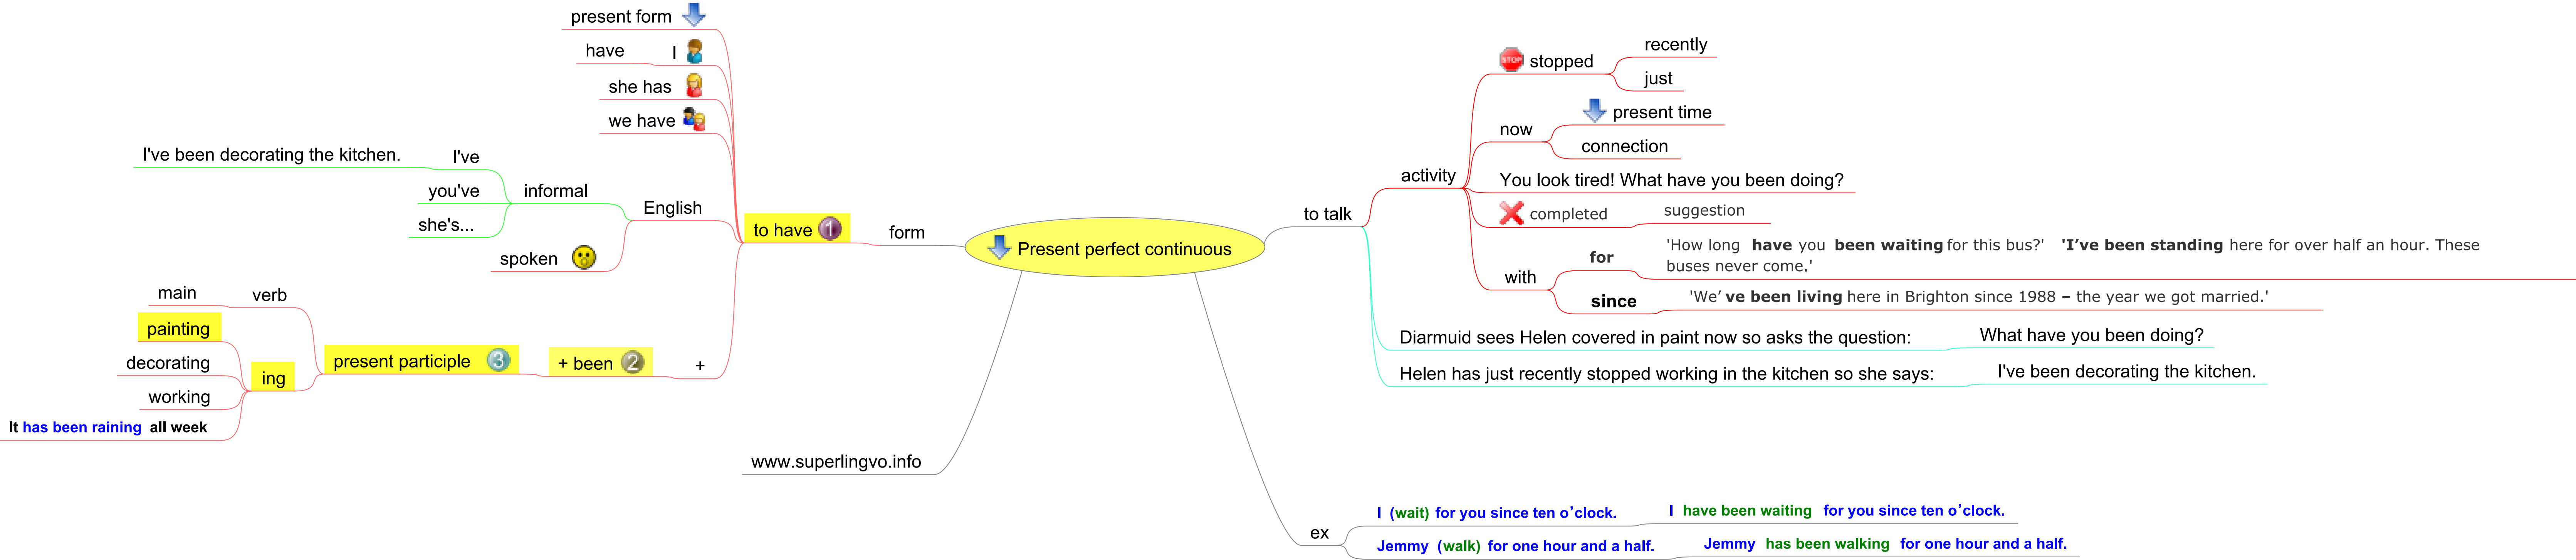 Present perfect continuous
form
to have 1
present form
I
have
she has
we have
English
informal
I've
I've been decorating the kitchen.
you've
she's...
spoken
+
+ been 2
present participle 3
verb
main
ing
painting
decorating
working
It has been raining all week
www.superlingvo.info
to talk
activity
STOP stopped
recently
just
now
present time
connection
You look tired! What have you been doing?
completed
suggestion
with
for
'How long have you been waiting for this bus?' 'I’ve been standing here for over half an hour. These
buses never come.'
since
'We’ ve been living here in Brighton since 1988 – the year we got married.'
Diarmuid sees Helen covered in paint now so asks the question:
What have you been doing?
Helen has just recently stopped working in the kitchen so she says:
I've been decorating the kitchen.
ex
I (wait) for you since ten o’clock.
I have been waiting for you since ten o’clock.
Jemmy (walk) for one hour and a half.
Jemmy has been walking for one hour and a half.